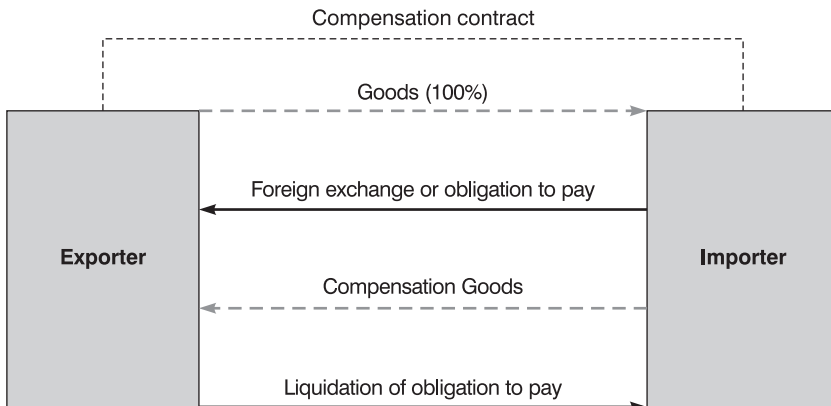 Compensation contract
Goods (100%)
Foreign exchange or obligation to pay
Exporter
Importer
Compensation Goods
Liquidation of obligation to pay